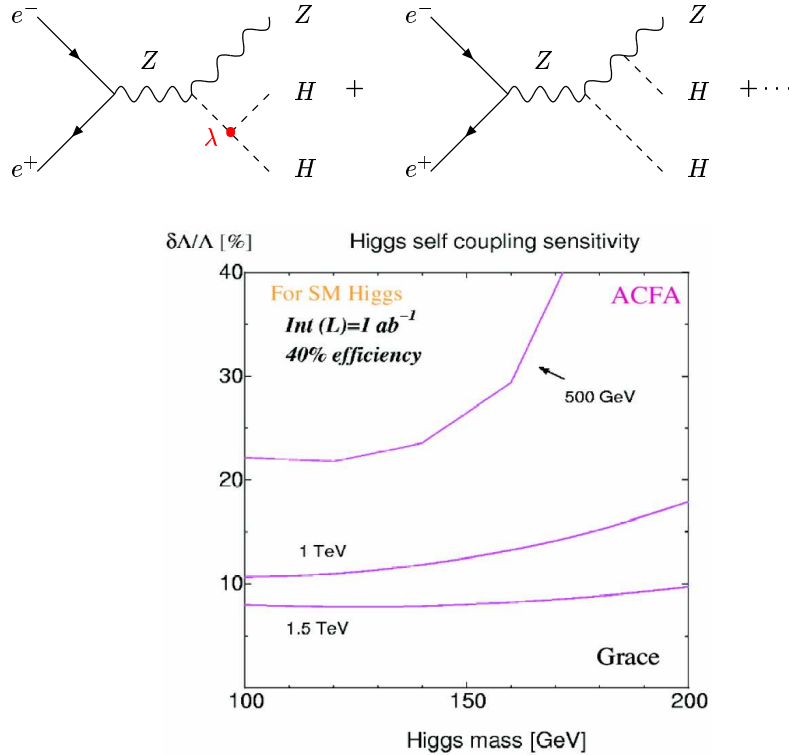 e⁻ Z e⁻ Z
Z Z
H + H + ···
λ
e⁺ H e⁺ H
δΛ/Λ [%] Higgs self coupling sensitivity
40
For SM Higgs ACFA
Int (L)=1 ab⁻¹
40% efficiency
30
500 GeV
20
1 TeV
10
1.5 TeV
Grace
100 150 200
Higgs mass [GeV]